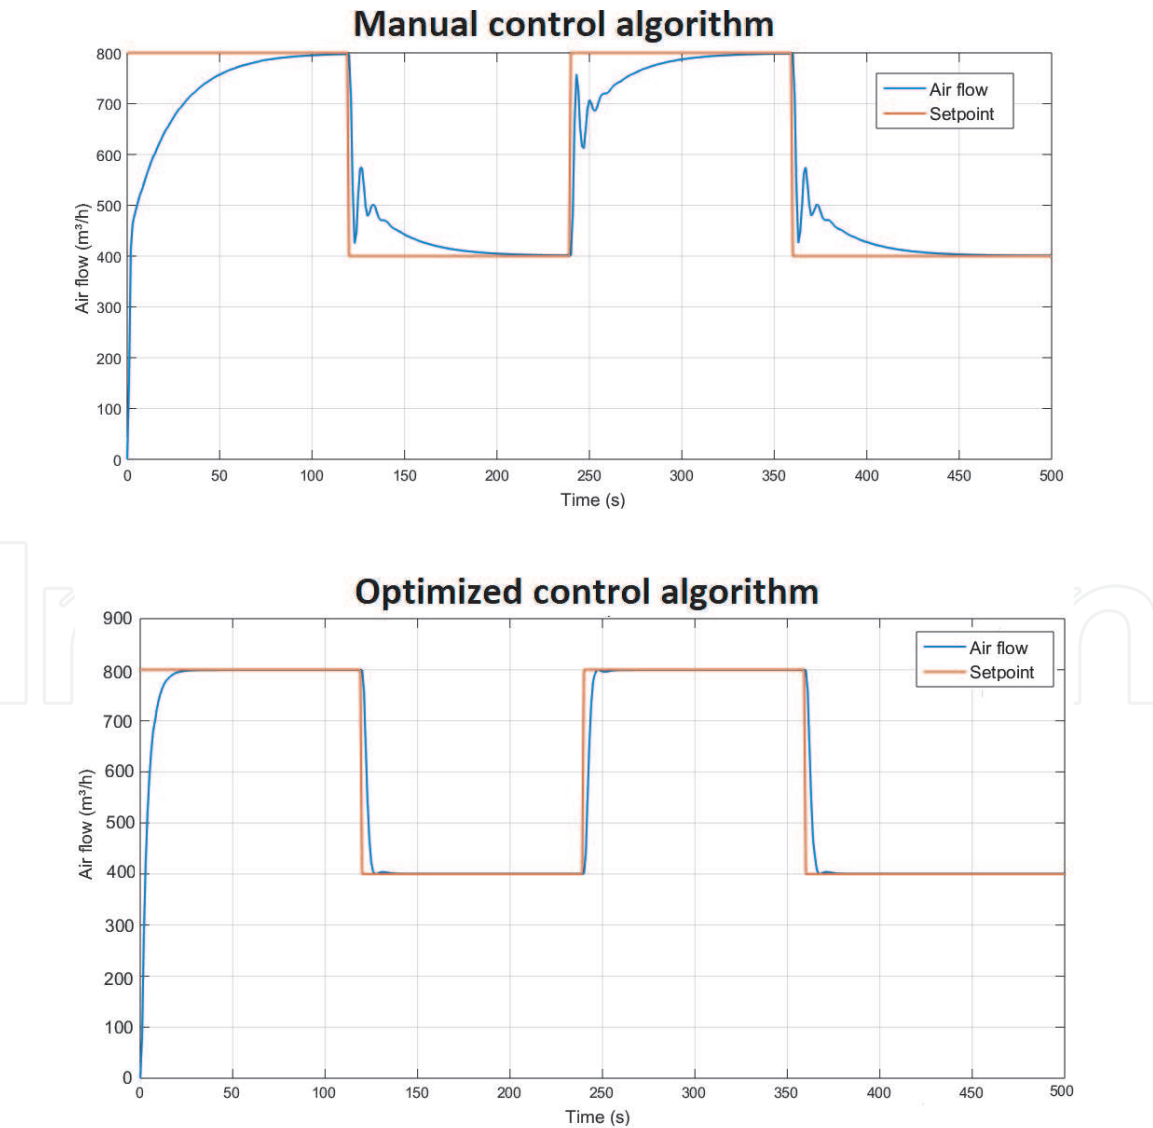 Manual control algorithm
800
700
600
500
400
300
200
100
0
Air flow (m³/h)
Air flow
Setpoint
0 50 100 150 200 250 300 350 400 450 500
Time (s)
Optimized control algorithm
900
800
700
600
500
400
300
200
100
0
Air flow (m³/h)
Air flow
Setpoint
0 50 100 150 200 250 300 350 400 450 500
Time (s)